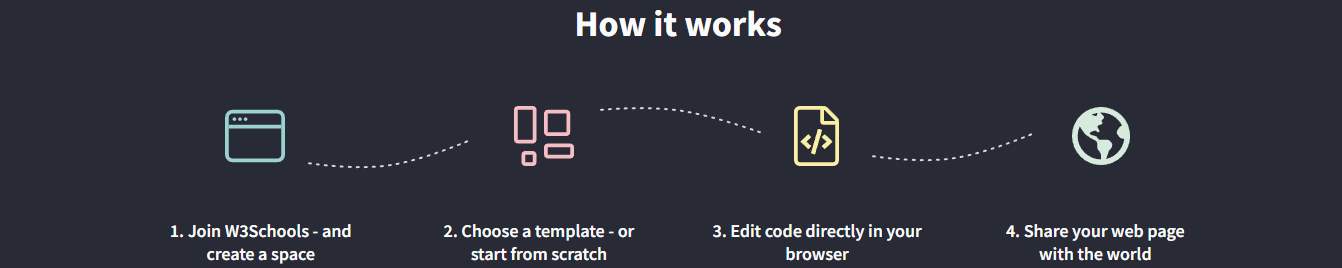 How it works
1. Join W3Schools - and
create a space
2. Choose a template - or
start from scratch
3. Edit code directly in your
browser
4. Share your web page
with the world